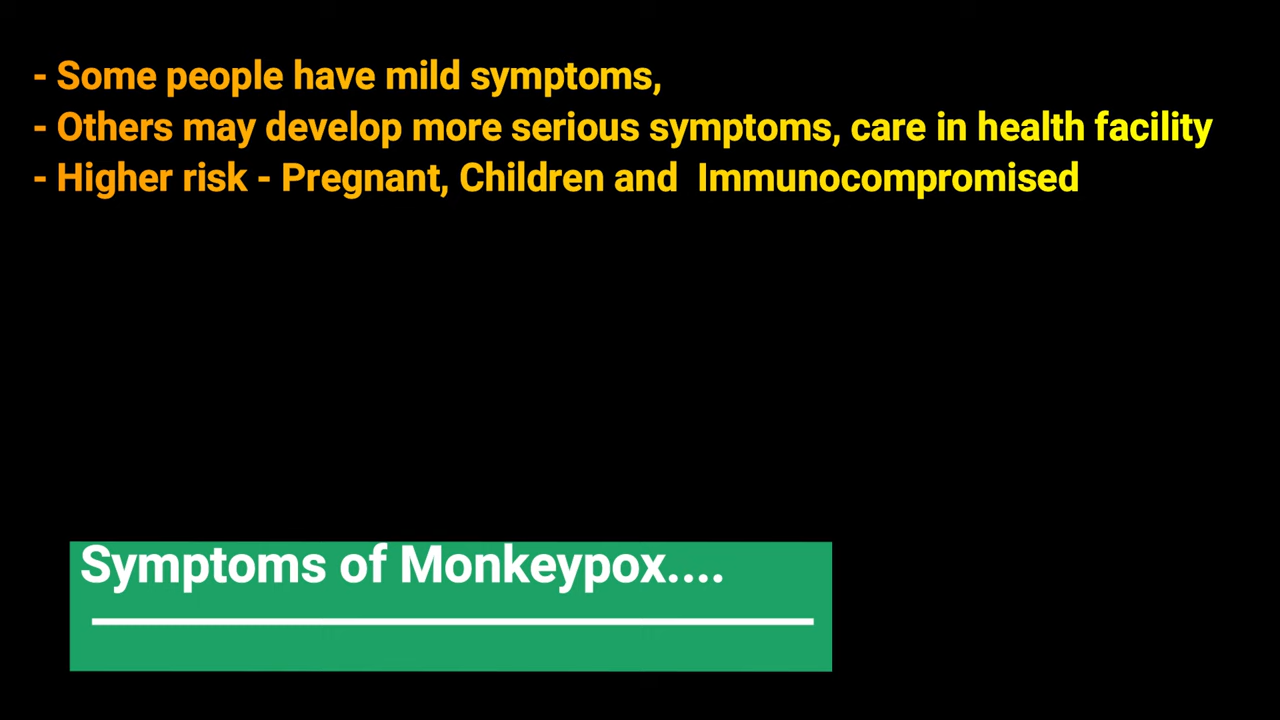 - Some people have mild symptoms,
- Others may develop more serious symptoms, care in health facility
- Higher risk - Pregnant, Children and  Immunocompromised
Symptoms of Monkeypox....